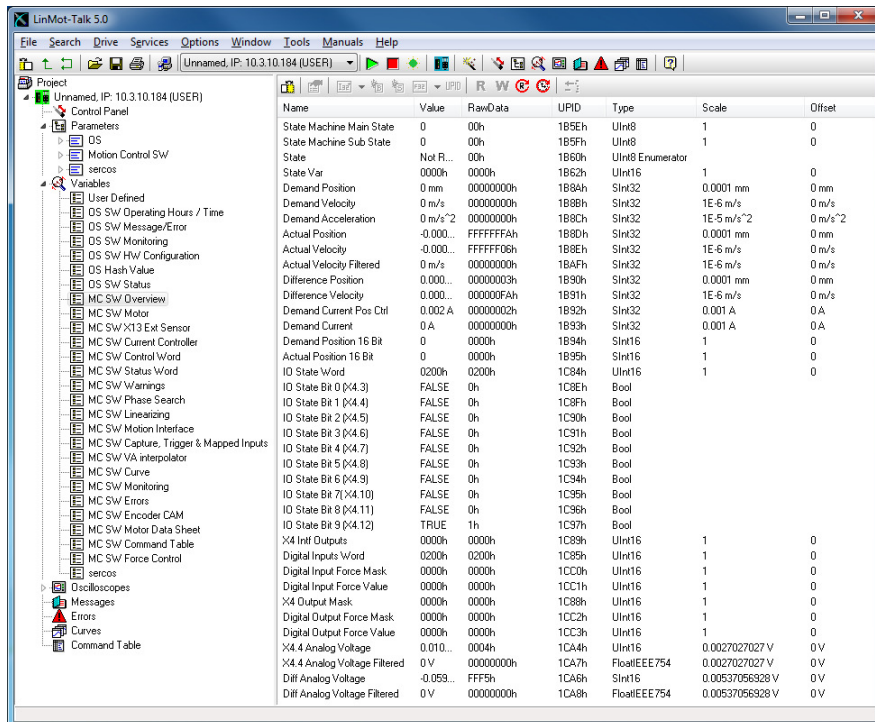 LinMot-Talk 5.0
File Search Drive Services Options Window Tools Manuals Help
Unnamed, IP: 10.3.10.184 (USER)
Project
Unnamed, IP: 10.3.10.184 (USER)
Control Panel
Parameters
OS
Motion Control SW
sercos
Variables
User Defined
OS SW Operating Hours / Time
OS SW Message/Error
OS SW Monitoring
OS SW HW Configuration
OS Hash Value
OS SW Status
MC SW Overview
MC SW Motor
MC SW X13 Ext Sensor
MC SW Current Controller
MC SW Control Word
MC SW Status Word
MC SW Warnings
MC SW Phase Search
MC SW Linearizing
MC SW Motion Interface
MC SW Capture, Trigger & Mapped Inputs
MC SW VA interpolator
MC SW Curve
MC SW Monitoring
MC SW Errors
MC SW Encoder CAM
MC SW Motor Data Sheet
MC SW Command Table
MC SW Force Control
sercos
Oscilloscopes
Messages
Errors
Curves
Command Table
UPID R W
Name Value RawData UPID Type Scale Offset
State Machine Main State 0 00h 1B5Eh UInt8 1 0
State Machine Sub State 0 00h 1B5Fh UInt8 1 0
State Not R... 00h 1B60h UInt8 Enumerator
State Var 0000h 0000h 1B62h UInt16 1 0
Demand Position 0 mm 00000000h 1B8Ah SInt32 0.0001 mm 0 mm
Demand Velocity 0 m/s 00000000h 1B8Bh SInt32 1E-6 m/s 0 m/s
Demand Acceleration 0 m/s^2 00000000h 1B8Ch SInt32 1E-5 m/s^2 0 m/s^2
Actual Position -0.000... FFFFFFFAh 1B8Dh SInt32 0.0001 mm 0 mm
Actual Velocity -0.000... FFFFFF06h 1B8Eh SInt32 1E-6 m/s 0 m/s
Actual Velocity Filtered 0 m/s 00000000h 1BAFh SInt32 1E-6 m/s 0 m/s
Difference Position 0.000... 00000003h 1B90h SInt32 0.0001 mm 0 mm
Difference Velocity 0.000... 000000FAh 1B91h SInt32 1E-6 m/s 0 m/s
Demand Current Pos Ctrl 0.002 A 00000002h 1B92h SInt32 0.001 A 0 A
Demand Current 0 A 00000000h 1B93h SInt32 0.001 A 0 A
Demand Position 16 Bit 0 0000h 1B94h SInt16 1 0
Actual Position 16 Bit 0 0000h 1B95h SInt16 1 0
IO State Word 0200h 0200h 1C84h UInt16 1 0
IO State Bit 0 (X4.3) FALSE 0h 1C8Eh Bool
IO State Bit 1 (X4.4) FALSE 0h 1C8Fh Bool
IO State Bit 2 (X4.5) FALSE 0h 1C90h Bool
IO State Bit 3 (X4.6) FALSE 0h 1C91h Bool
IO State Bit 4 (X4.7) FALSE 0h 1C92h Bool
IO State Bit 5 (X4.8) FALSE 0h 1C93h Bool
IO State Bit 6 (X4.9) FALSE 0h 1C94h Bool
IO State Bit 7( X4.10) FALSE 0h 1C95h Bool
IO State Bit 8 (X4.11) FALSE 0h 1C96h Bool
IO State Bit 9 (X4.12) TRUE 1h 1C97h Bool
X4 Intf Outputs 0000h 0000h 1C89h UInt16 1 0
Digital Inputs Word 0200h 0200h 1C85h UInt16 1 0
Digital Input Force Mask 0000h 0000h 1CC0h UInt16 1 0
Digital Input Force Value 0000h 0000h 1CC1h UInt16 1 0
X4 Output Mask 0000h 0000h 1C88h UInt16 1 0
Digital Output Force Mask 0000h 0000h 1CC2h UInt16 1 0
Digital Output Force Value 0000h 0000h 1CC3h UInt16 1 0
X4.4 Analog Voltage 0.010... 0004h 1CA4h UInt16 0.0027027027 V 0 V
X4.4 Analog Voltage Filtered 0 V 00000000h 1CA7h FloatIEEE754 0.0027027027 V 0 V
Diff Analog Voltage -0.059... FFF5h 1CA6h SInt16 0.00537056928 V 0 V
Diff Analog Voltage Filtered 0 V 00000000h 1CA8h FloatIEEE754 0.00537056928 V 0 V